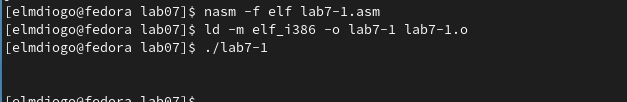 [elmdiogo@fedora lab07]$ nasm -f elf lab7-1.asm
[elmdiogo@fedora lab07]$ ld -m elf_i386 -o lab7-1 lab7-1.o
[elmdiogo@fedora lab07]$ ./lab7-1
[elmdiogo@fedora lab07]$